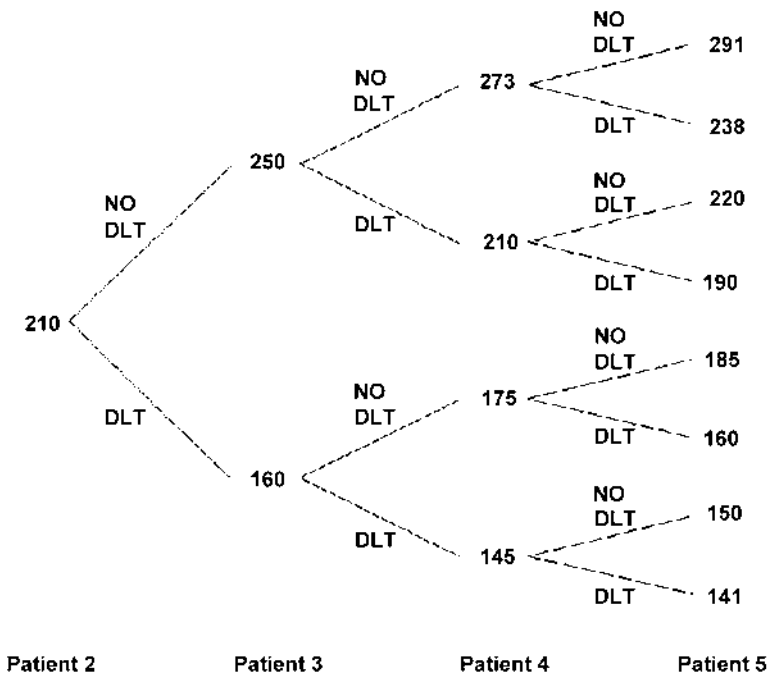 NO
DLT
291
NO
DLT
273
DLT
238
250
NO
DLT
NO
DLT
220
DLT
210
DLT
190
210
NO
DLT
185
DLT
NO
DLT
175
DLT
160
160
NO
DLT
150
DLT
145
DLT
141
Patient 2 Patient 3 Patient 4 Patient 5